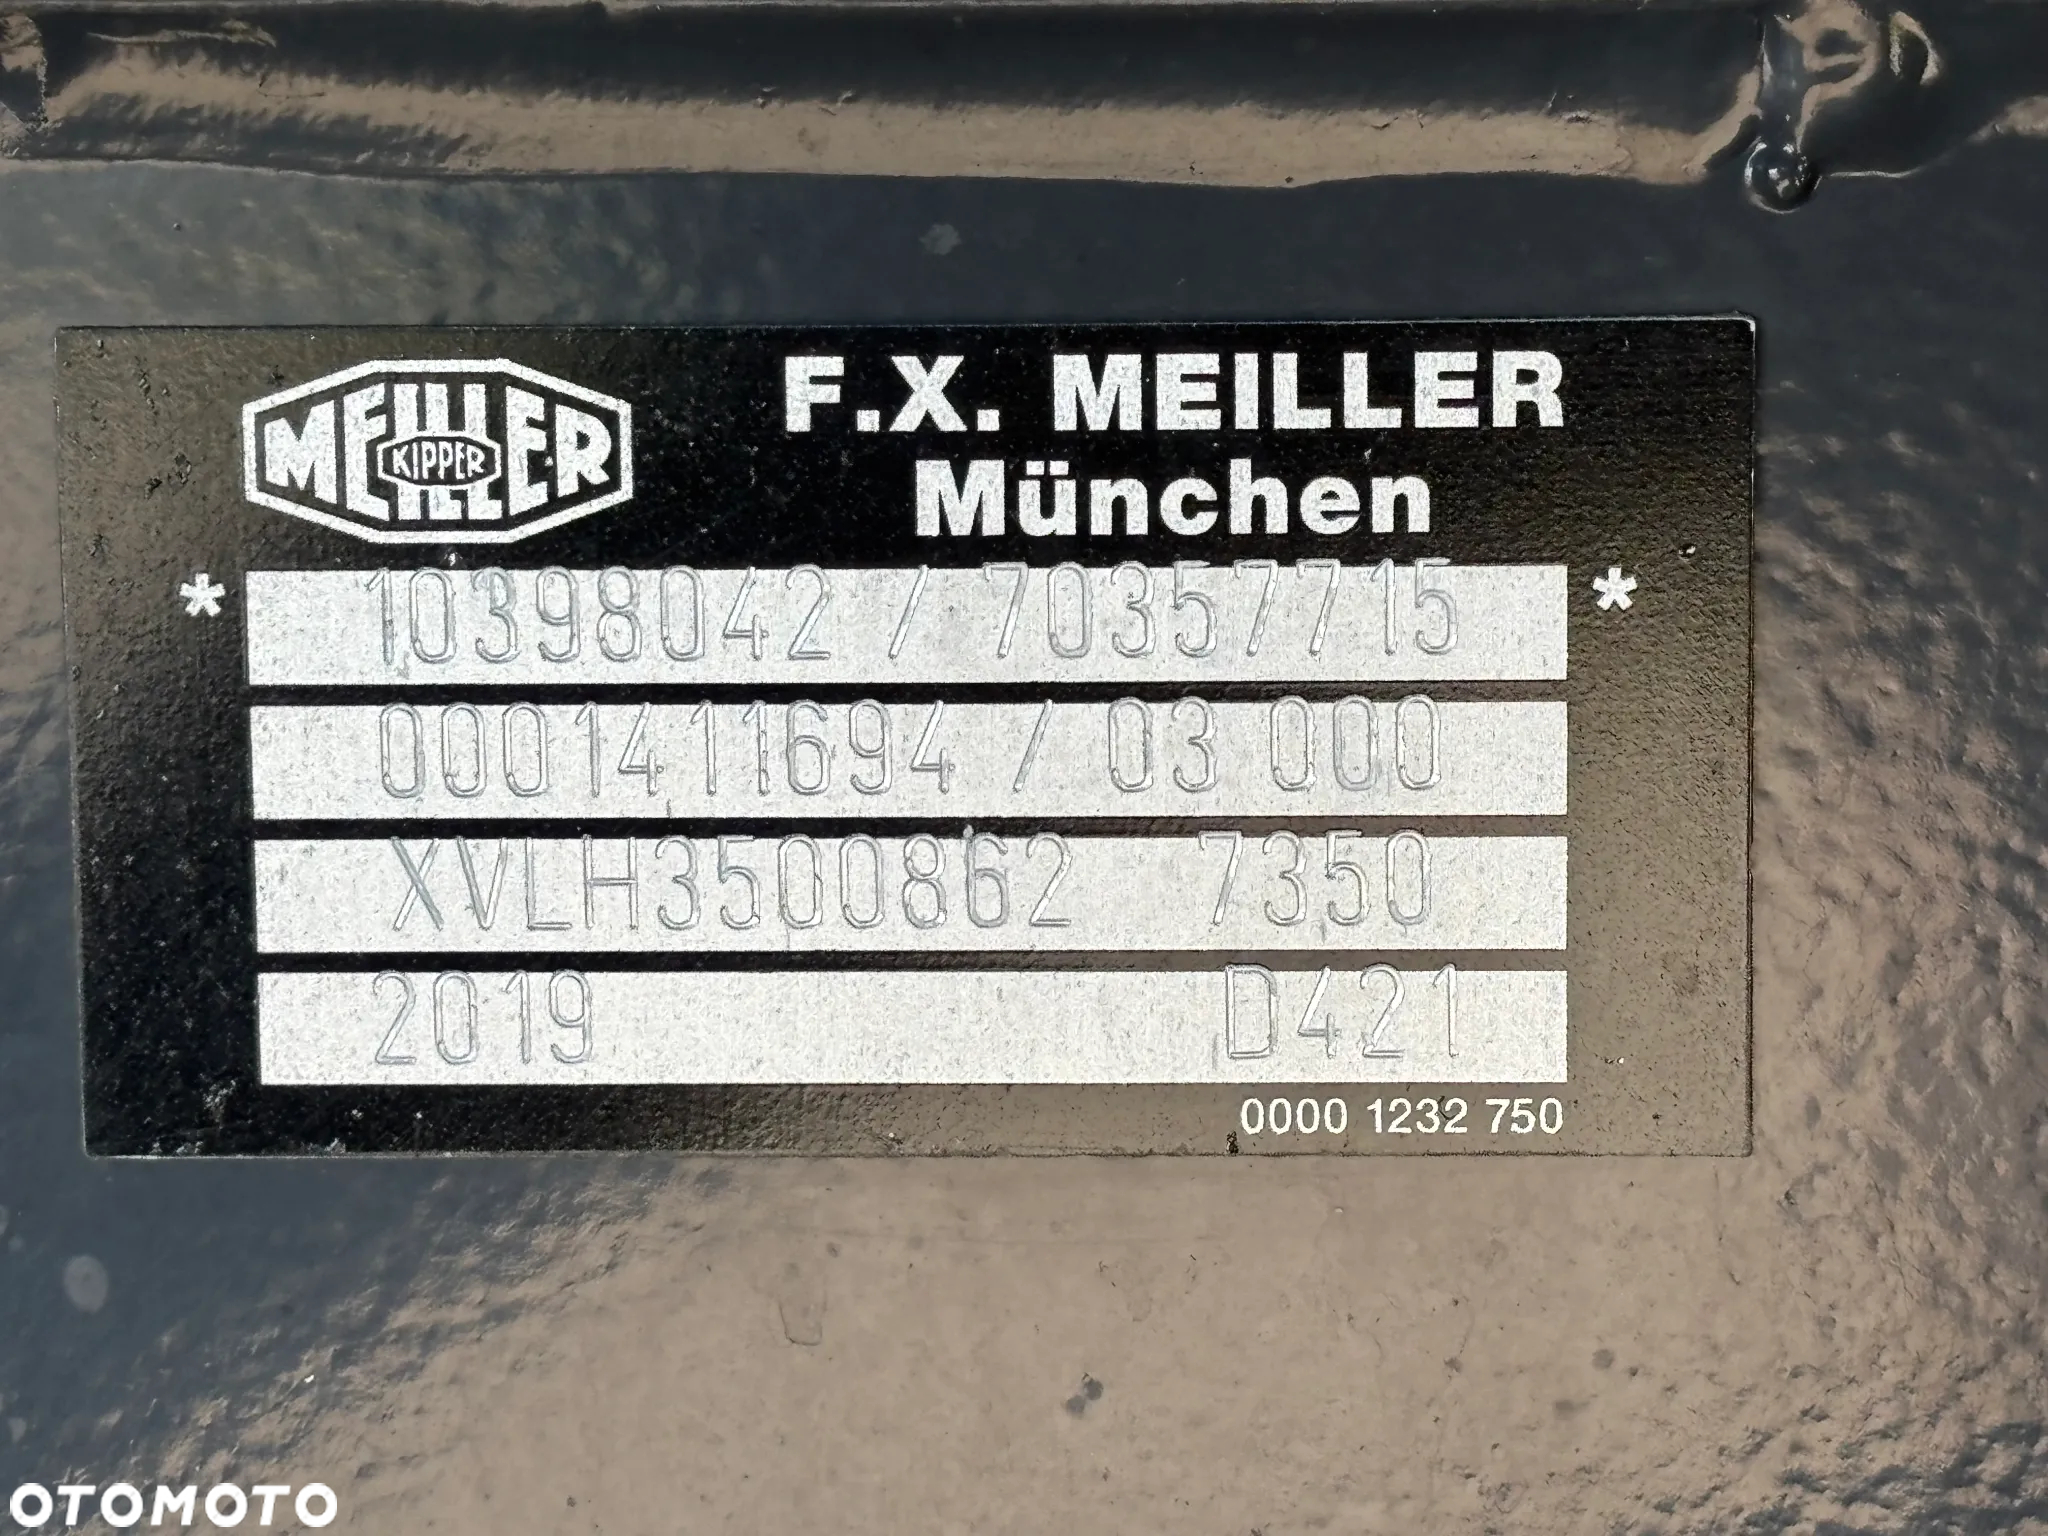 MEILLER
KIPPER
F.X. MEILLER
München
* 10398042 / 70357715 *
0001411694 / 03 000
XVLH3500862 7350
2019 D421
0000 1232 750
OTOMOTO